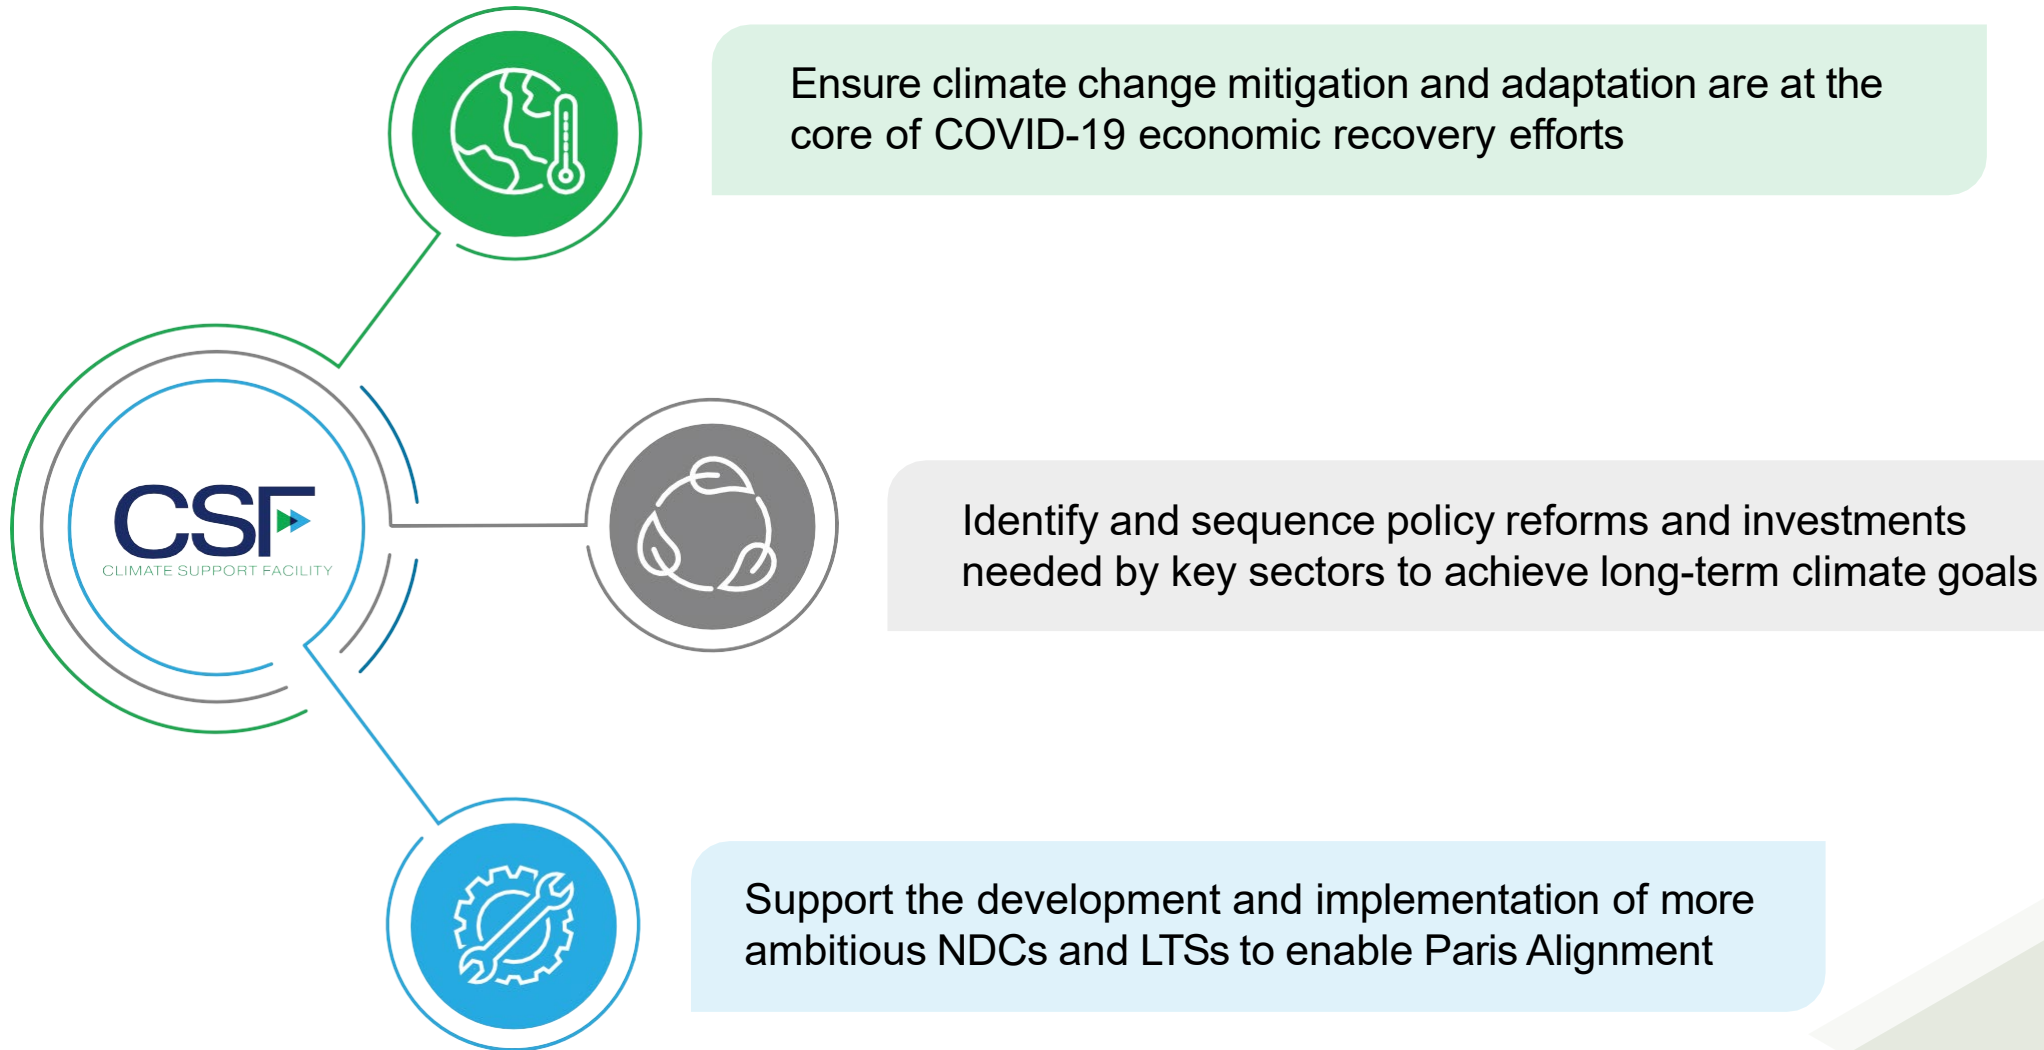 Ensure climate change mitigation and adaptation are at the
core of COVID-19 economic recovery efforts
CSF
CLIMATE SUPPORT FACILITY
Identify and sequence policy reforms and investments
needed by key sectors to achieve long-term climate goals
Support the development and implementation of more
ambitious NDCs and LTSs to enable Paris Alignment